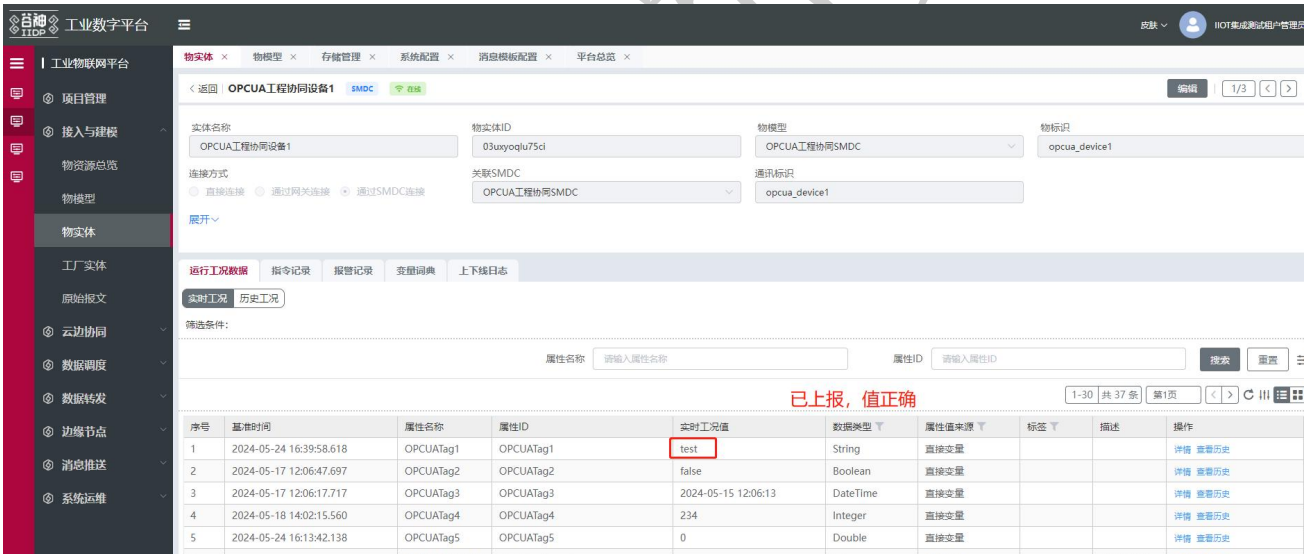 谷神 IIDP 工业数字平台 皮肤 IIOT集成测试租户管理员
工业物联网平台
项目管理
接入与建模
物资源总览
物模型
物实体
工厂实体
原始报文
云边协同
数据调度
数据转发
边缘节点
消息推送
系统运维
物实体 × 物模型 × 存储管理 × 系统配置 × 消息模板配置 × 平台总览 ×
<返回 OPCUA工程协同设备1 SMDC 在线 编辑 1/3 < >
实体名称 物实体ID 物模型 物标识
OPCUA工程协同设备1 03uxyoqlu75ci OPCUA工程协同SMDC opcua_device1
连接方式 关联SMDC 通讯标识
直接连接 通过网关连接 通过SMDC连接 OPCUA工程协同SMDC opcua_device1
展开
运行工况数据 指令记录 报警记录 变量词典 上下线日志
实时工况 历史工况
筛选条件:
属性名称 请输入属性名称 属性ID 请输入属性ID 搜索 重置
已上报，值正确 1-30 共 37 条 第1页 < >
序号 基准时间 属性名称 属性ID 实时工况值 数据类型 属性值来源 标签 描述 操作
1 2024-05-24 16:39:58.618 OPCUATag1 OPCUATag1 test String 直接变量 详情 查看历史
2 2024-05-17 12:06:47.697 OPCUATag2 OPCUATag2 false Boolean 直接变量 详情 查看历史
3 2024-05-17 12:06:17.717 OPCUATag3 OPCUATag3 2024-05-15 12:06:13 DateTime 直接变量 详情 查看历史
4 2024-05-18 14:02:15.560 OPCUATag4 OPCUATag4 234 Integer 直接变量 详情 查看历史
5 2024-05-24 16:13:42.138 OPCUATag5 OPCUATag5 0 Double 直接变量 详情 查看历史